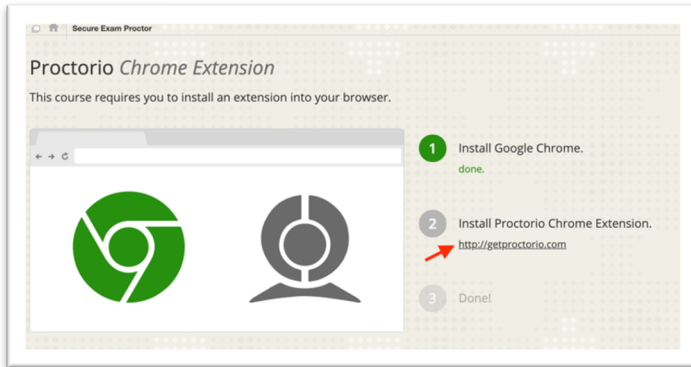 Secure Exam Proctor
Proctorio Chrome Extension
This course requires you to install an extension into your browser.
1 Install Google Chrome.
done.
2 Install Proctorio Chrome Extension.
http://getproctorio.com
3 Done!